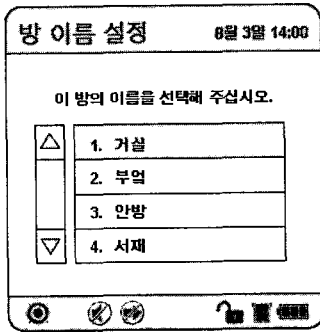 방 이름 설정 8월 3일 14:00
이 방의 이름을 선택해 주십시오.
1. 거실
2. 부엌
3. 안방
4. 서재